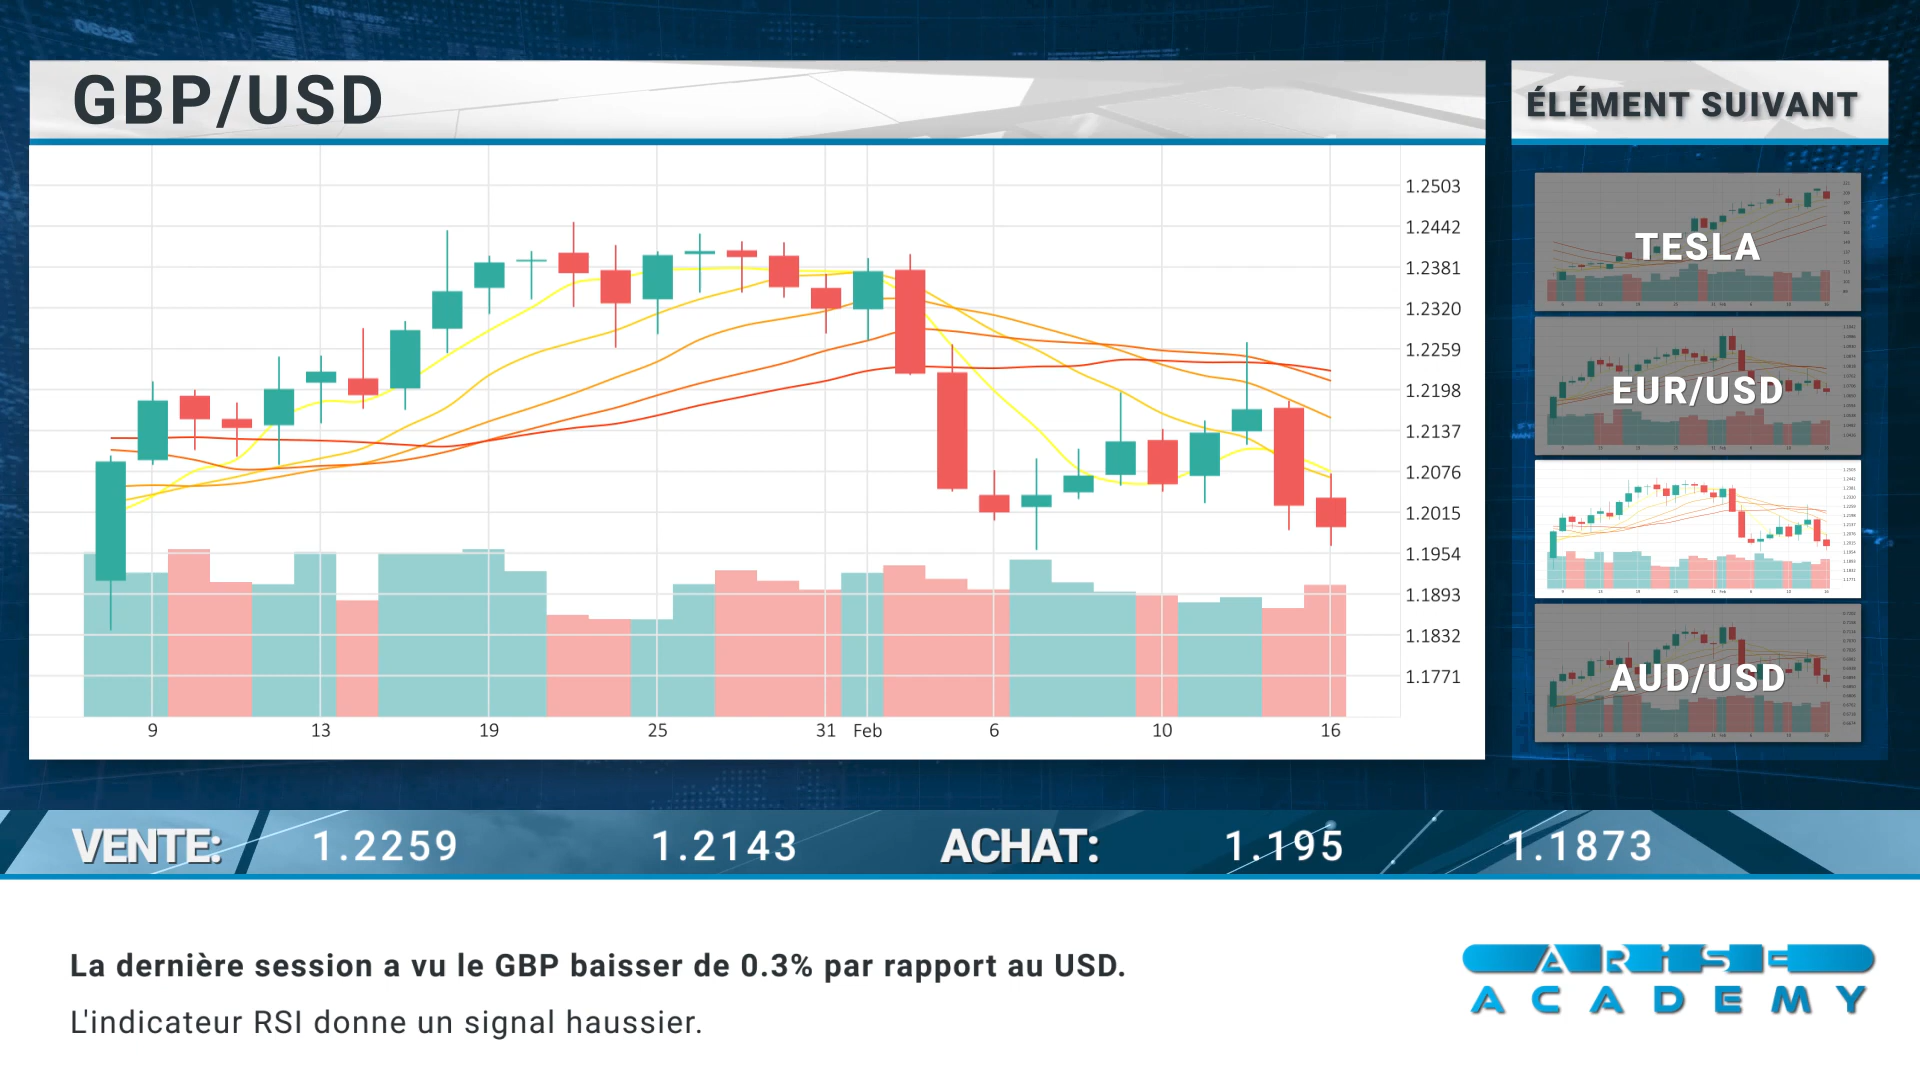 GBP/USD
ÉLÉMENT SUIVANT
1.2503
1.2442
1.2381
1.2320
1.2259
1.2198
1.2137
1.2076
1.2015
1.1954
1.1893
1.1832
1.1771
9 13 19 25 31 Feb 6 10 16
TESLA
EUR/USD
AUD/USD
VENTE: 1.2259 1.2143 ACHAT: 1.195 1.1873
La dernière session a vu le GBP baisser de 0.3% par rapport au USD.
L'indicateur RSI donne un signal haussier.
ARISE
ACADEMY